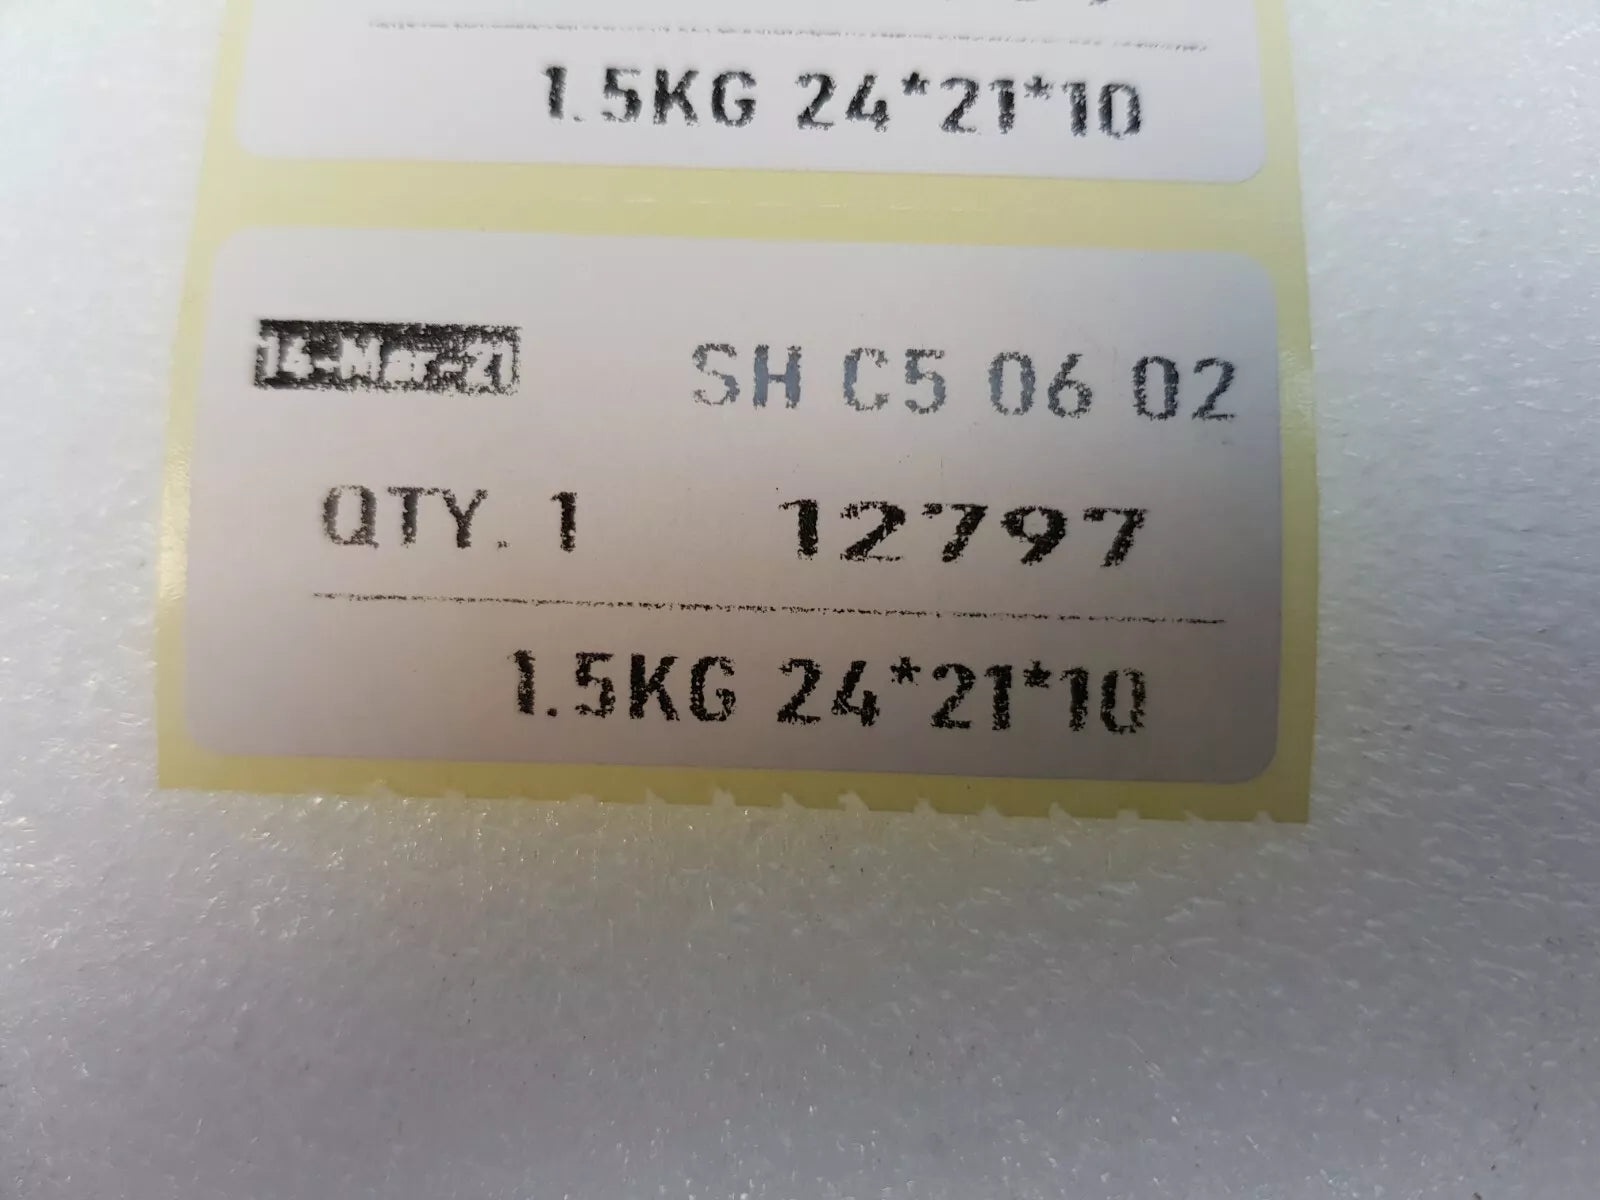 1.5KG 24*21*10
14-Mar-21 SH C5 06 02
QTY. 1 12797
1.5KG 24*21*10